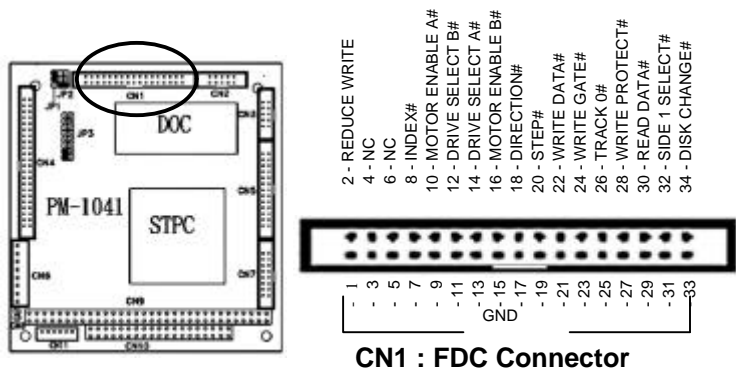 JP2
CN1
CN2
JP1
DOC
CN3
JP3
CN4
PM-1041
CN5
STPC
CN6
CN7
CN9
CN11
CN10
2 - REDUCE WRITE
4 - NC
6 - NC
8 - INDEX#
10 - MOTOR ENABLE A#
12 - DRIVE SELECT B#
14 - DRIVE SELECT A#
16 - MOTOR ENABLE B#
18 - DIRECTION#
20 - STEP#
22 - WRITE DATA#
24 - WRITE GATE#
26 - TRACK 0#
28 - WRITE PROTECT#
30 - READ DATA#
32 - SIDE 1 SELECT#
34 - DISK CHANGE#
- 1
- 3
- 5
- 7
- 9
- 11
- 13
- 15
- 17
- 19
- 21
- 23
- 25
- 27
- 29
- 31
- 33
GND
CN1 : FDC Connector